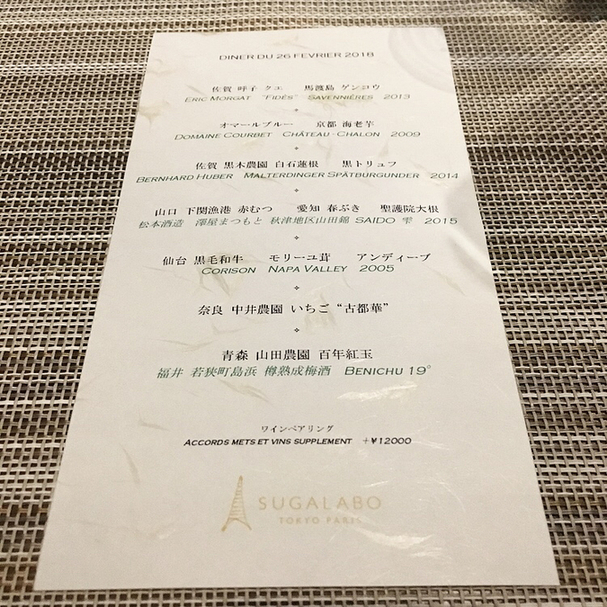 DINER DU 26 FEVRIER 2018
佐賀 呼子 クエ 馬渡島 ゲンコウ
ERIC MORGAT "FIDÈS" SAVENNIÈRES 2013
オマールブルー 京都 海老芋
DOMAINE COURBET CHÂTEAU-CHALON 2009
佐賀 黒木農園 白石蓮根 黒トリュフ
BERNHARD HUBER MALTERDINGER SPÄTBURGUNDER 2014
山口 下関漁港 赤むつ 愛知 春ぶき 聖護院大根
松本酒造 澤屋まつもと 秋津地区山田錦 SAIDO 雫 2015
仙台 黒毛和牛 モリーユ茸 アンディーブ
CORISON NAPA VALLEY 2005
奈良 中井農園 いちご “古都華”
青森 山田農園 百年紅玉
福井 若狭町島浜 樽熟成梅酒 BENICHU 19°
ワインペアリング
ACCORDS METS ET VINS SUPPLEMENT +¥12000
SUGALABO
TOKYO PARIS